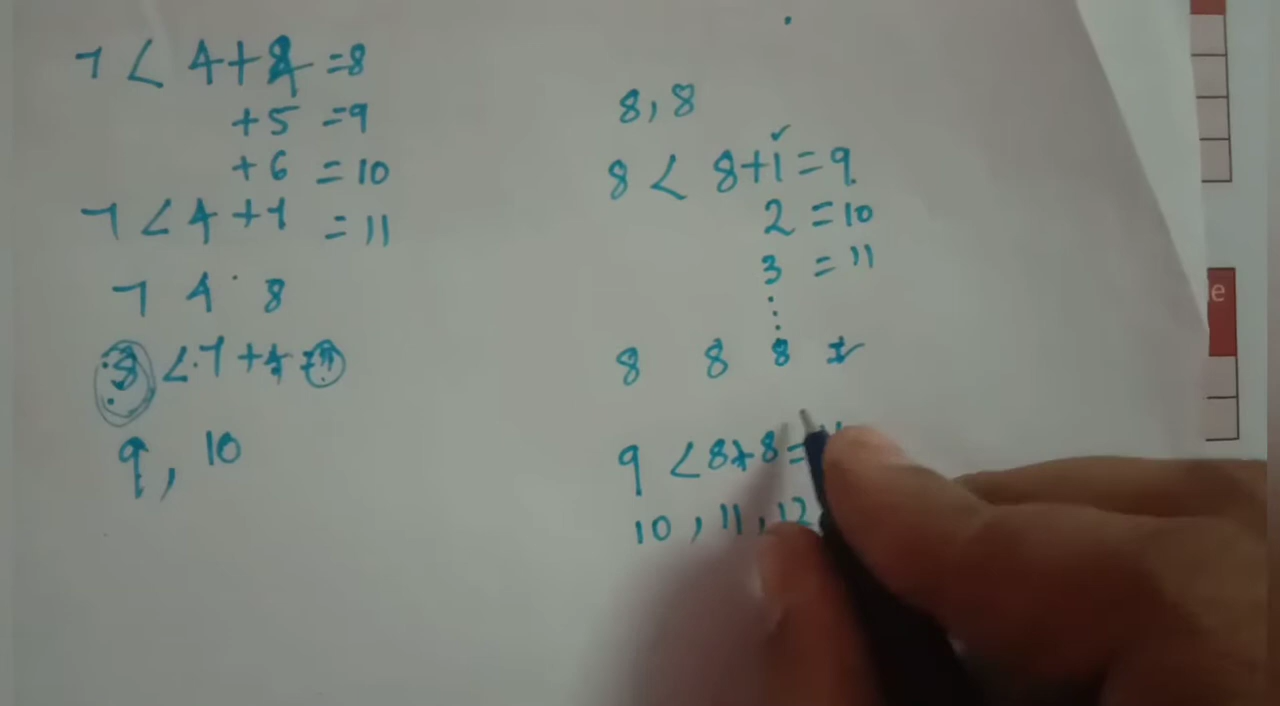 7 < 4+4 =8
+5 =9
+6 =10
7 < 4+7 =11
7 4 8
8 < 7+4 =11
9, 10
8, 8
8 < 8+1=9
2 =10
3 =11
8 8 8
9 < 8+8=
10, 11, 12
e